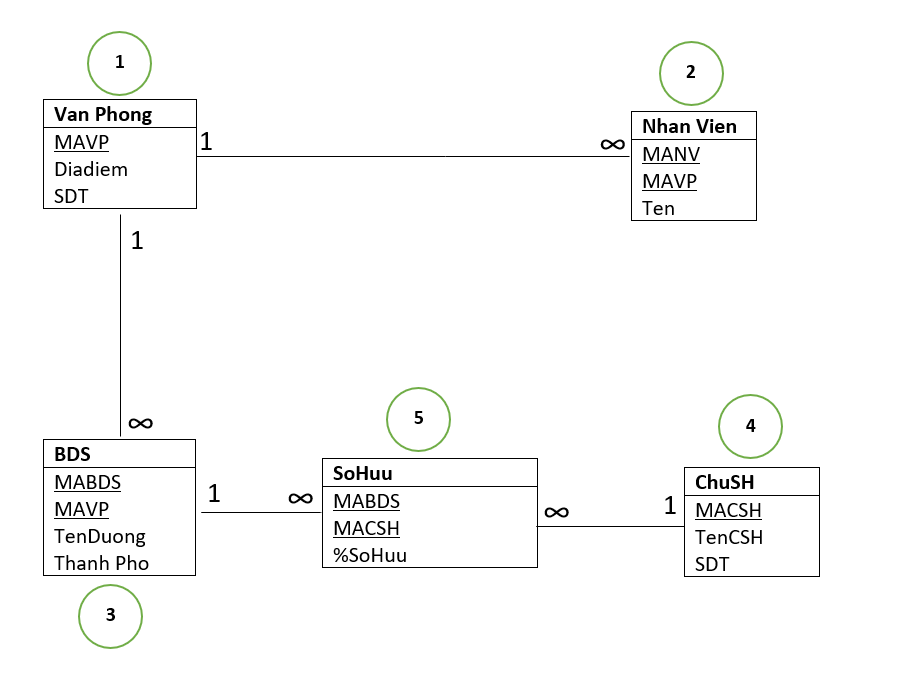 1
Van Phong
MAVP
Diadiem
SDT
1
∞
2
Nhan Vien
MANV
MAVP
Ten
1
∞
BDS
MABDS
MAVP
TenDuong
Thanh Pho
3
1
∞
5
SoHuu
MABDS
MACSH
%SoHuu
∞
1
4
ChuSH
MACSH
TenCSH
SDT